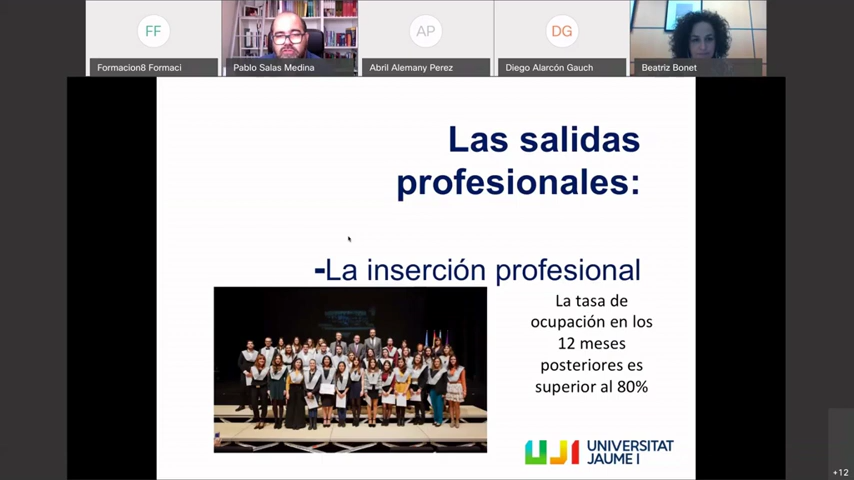 FF
AP
DG
Formacion8 Formaci
Pablo Salas Medina
Abril Alemany Perez
Diego Alarcón Gauch
Beatriz Bonet
Las salidas
profesionales:
-La inserción profesional
La tasa de
ocupación en los
12 meses
posteriores es
superior al 80%
UJI UNIVERSITAT
JAUME I
+12